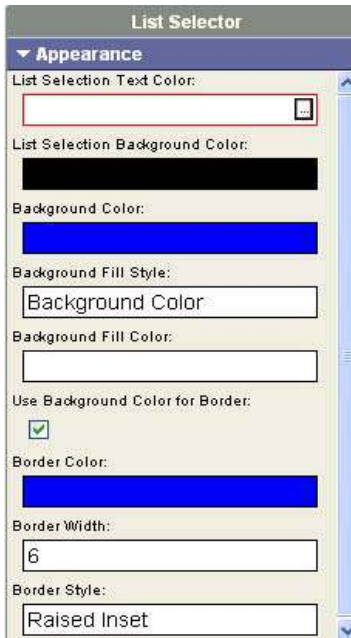 List Selector
Appearance
List Selection Text Color:
...
List Selection Background Color:
Background Color:
Background Fill Style:
Background Color
Background Fill Color:
Use Background Color for Border:
Border Color:
Border Width:
6
Border Style:
Raised Inset